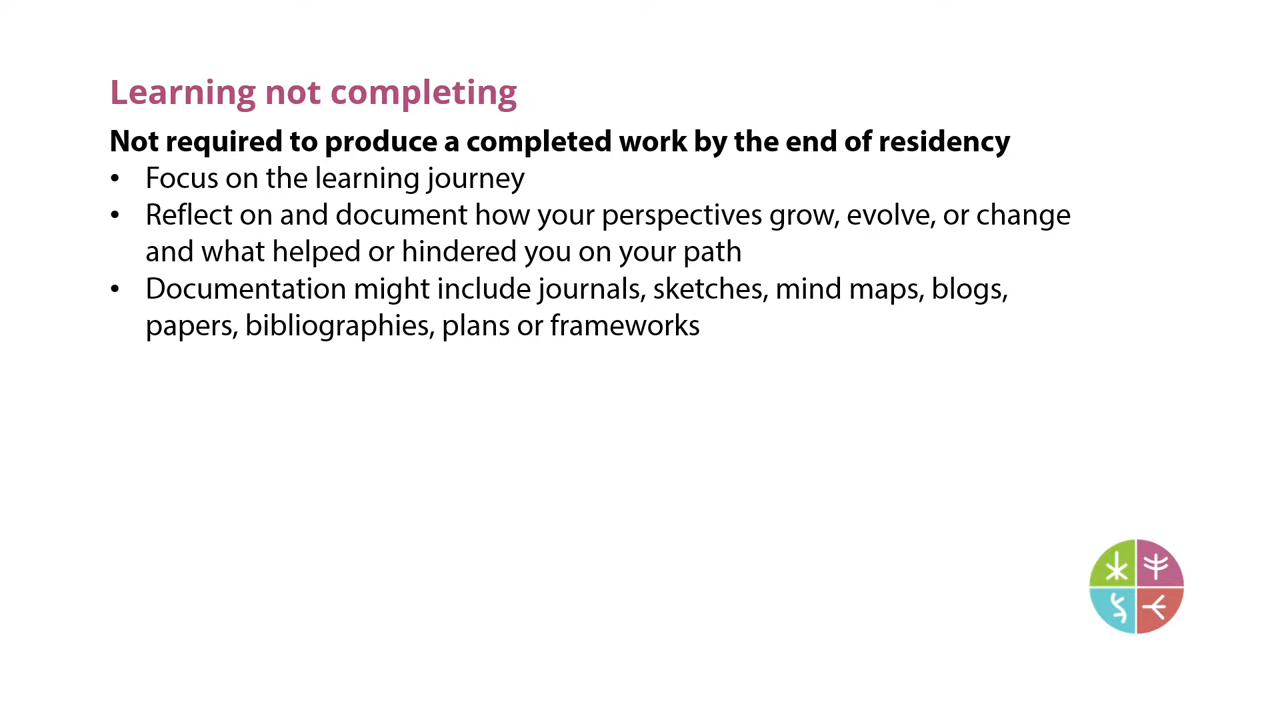 Learning not completing
Not required to produce a completed work by the end of residency
• Focus on the learning journey
• Reflect on and document how your perspectives grow, evolve, or change
and what helped or hindered you on your path
• Documentation might include journals, sketches, mind maps, blogs,
papers, bibliographies, plans or frameworks